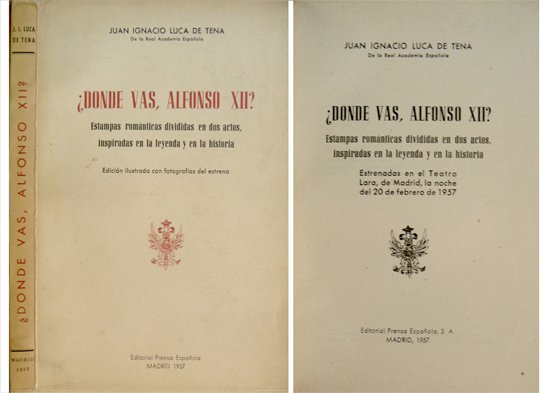 J. I. LUCA
DE TENA
¿DONDE VAS, ALFONSO XII?
MADRID
1957
JUAN IGNACIO LUCA DE TENA
De la Real Academia Española
¿DONDE VAS, ALFONSO XII?
Estampas románticas divididas en dos actos,
inspiradas en la leyenda y en la historia
Edición ilustrada con fotografías del estreno
Editorial Prensa Española
MADRID 1957
JUAN IGNACIO LUCA DE TENA
De la Real Academia Española
¿DONDE VAS, ALFONSO XII?
Estampas románticas divididas en dos actos,
inspiradas en la leyenda y en la historia
Estrenadas en el Teatro
Lara, de Madrid, la noche
del 20 de febrero de 1957
Editorial Prensa Española, S. A.
MADRID, 1957